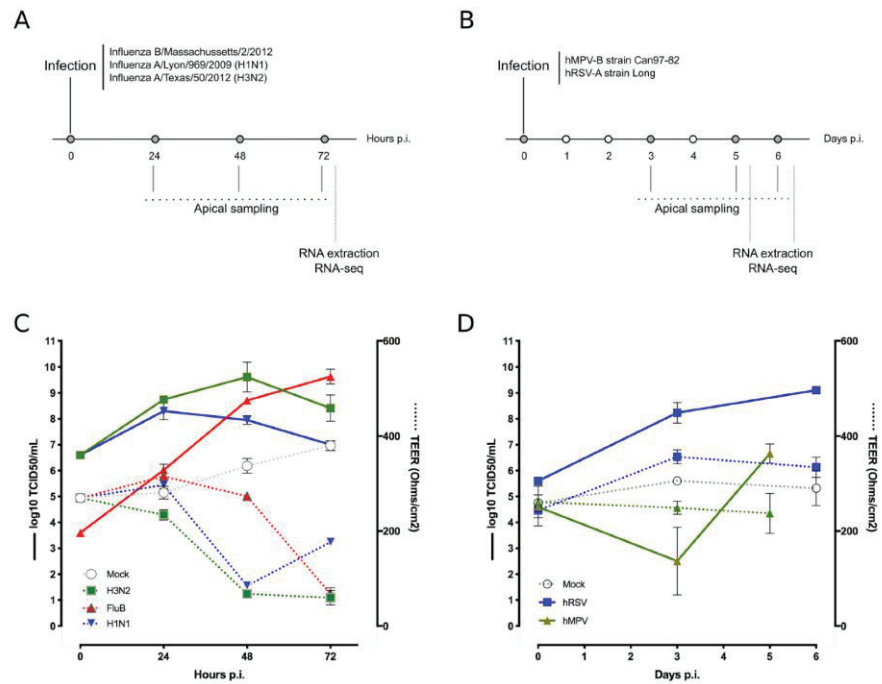 A
Infection
Influenza B/Massachussetts/2/2012
Influenza A/Lyon/969/2009 (H1N1)
Influenza A/Texas/50/2012 (H3N2)
Hours p.i.
0 24 48 72
Apical sampling
RNA extraction
RNA-seq
B
Infection
hMPV-B strain Can97-82
hRSV-A strain Long
Days p.i.
0 1 2 3 4 5 6
Apical sampling
RNA extraction
RNA-seq
C
11
10
9
8
7
6
5
4
3
2
1
0
log10 TCID50/mL
600
400
200
0
TEER (Ohms/cm2)
Mock
H3N2
FluB
H1N1
0 24 48 72
Hours p.i.
D
11
10
9
8
7
6
5
4
3
2
1
0
log10 TCID50/mL
600
400
200
0
TEER (Ohms/cm2)
Mock
hRSV
hMPV
0 1 2 3 4 5 6
Days p.i.